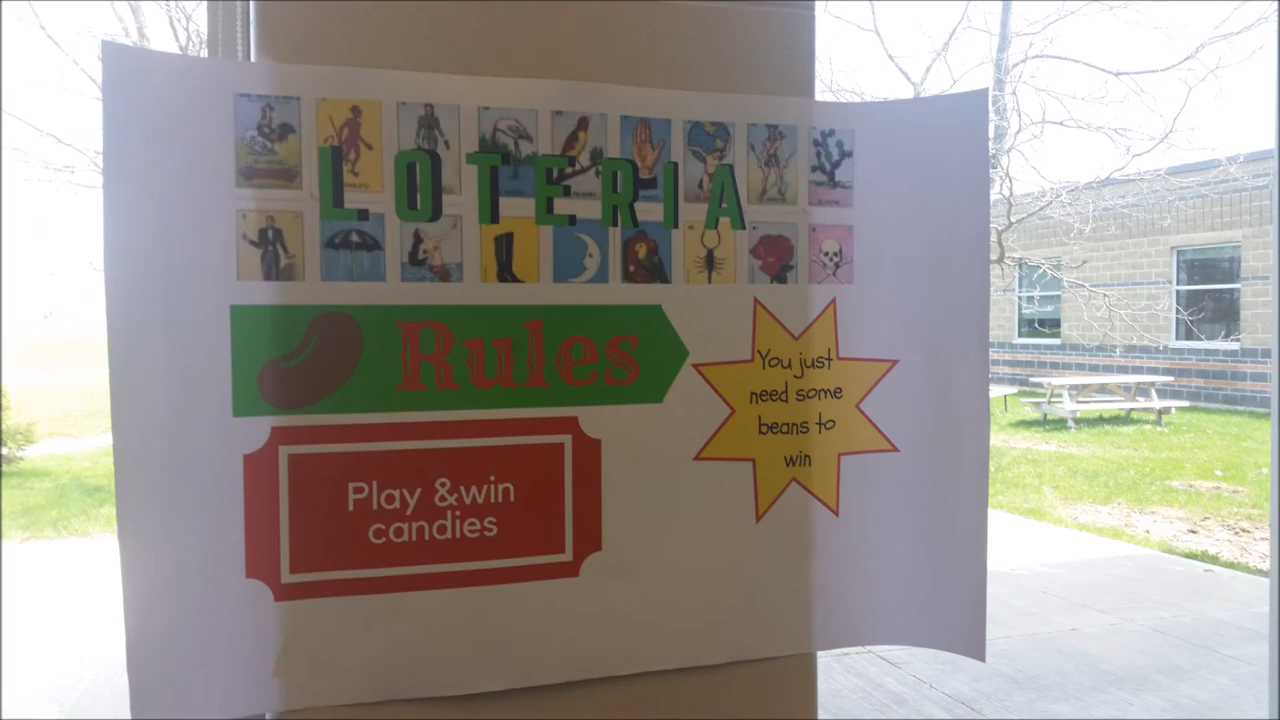 LOTERIA
Rules
You just
need some
beans to
win
Play &win
candies